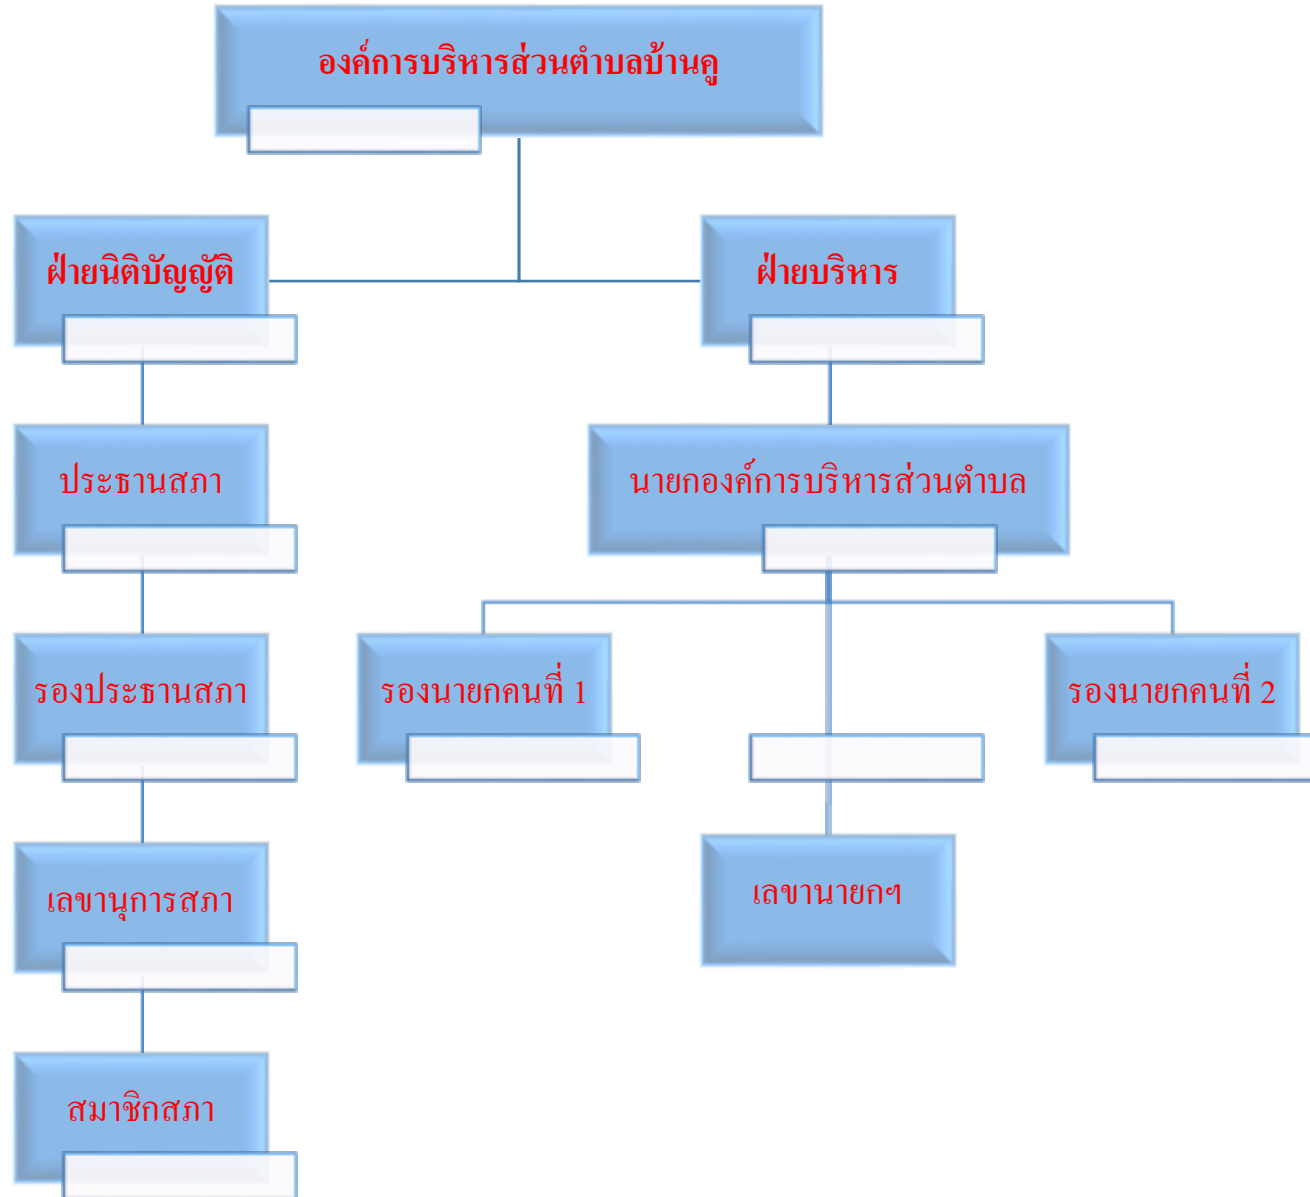 องค์การบริหารส่วนตำบลบ้านคู
ฝ่ายนิติบัญญัติ
ฝ่ายบริหาร
ประธานสภา
นายกองค์การบริหารส่วนตำบล
รองประธานสภา
รองนายกคนที่ 1
รองนายกคนที่ 2
เลขานุการสภา
เลขานายกฯ
สมาชิกสภา